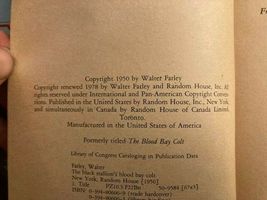 Copyright 1950 by Walter Farley
Copyright renewed 1978 by Walter Farley and Random House, Inc. All
rights reserved under International and Pan-American Copyright Conven-
tions. Published in the United States by Random House, Inc., New York,
and simultaneously in Canada by Random House of Canada Limited,
Toronto.
Manufactured in the United States of America
Formerly titled The Blood Bay Colt
Library of Congress Cataloging in Publication Data
Farley, Walter
The black stallion's blood bay colt
New York, Random House [1950]
1. Title